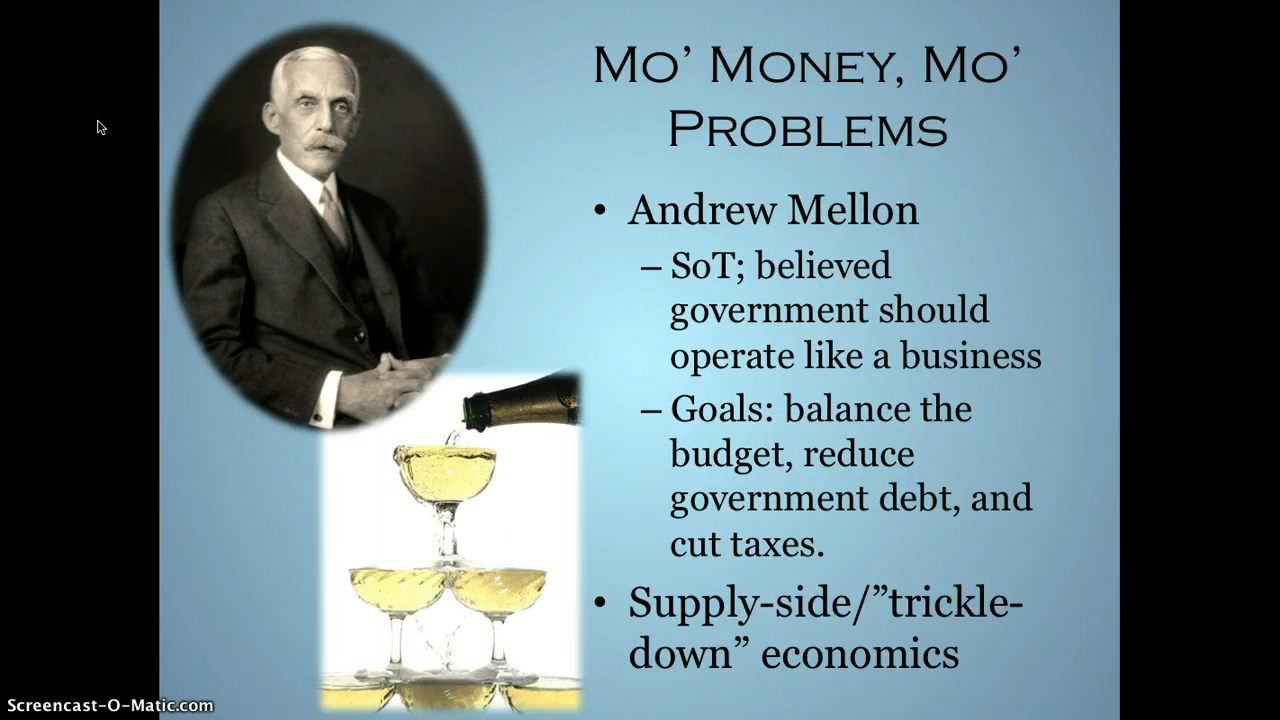 Mo' Money, Mo'
Problems
• Andrew Mellon
– SoT; believed
government should
operate like a business
– Goals: balance the
budget, reduce
government debt, and
cut taxes.
• Supply-side/”trickle-
down” economics
Screencast-O-Matic.com